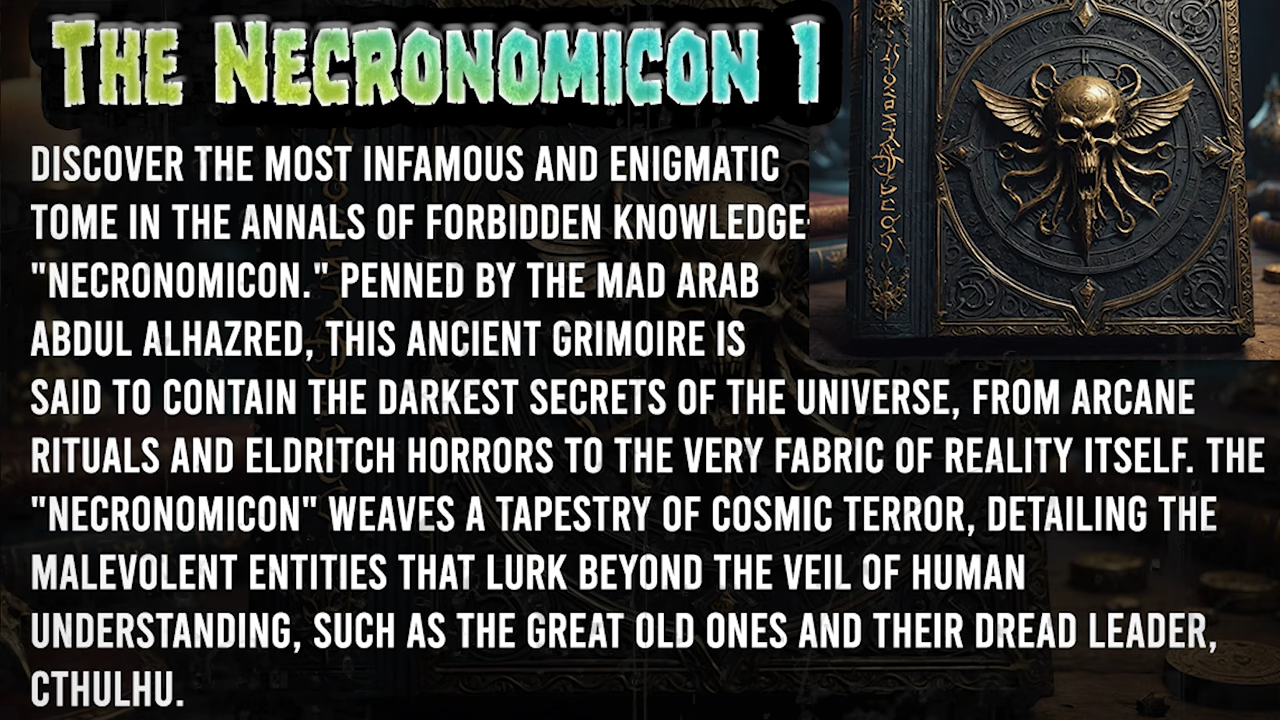 The Necronomicon 1
DISCOVER THE MOST INFAMOUS AND ENIGMATIC
TOME IN THE ANNALS OF FORBIDDEN KNOWLEDGE:
"NECRONOMICON." PENNED BY THE MAD ARAB
ABDUL ALHAZRED, THIS ANCIENT GRIMOIRE IS
SAID TO CONTAIN THE DARKEST SECRETS OF THE UNIVERSE, FROM ARCANE
RITUALS AND ELDRITCH HORRORS TO THE VERY FABRIC OF REALITY ITSELF. THE
"NECRONOMICON" WEAVES A TAPESTRY OF COSMIC TERROR, DETAILING THE
MALEVOLENT ENTITIES THAT LURK BEYOND THE VEIL OF HUMAN
UNDERSTANDING, SUCH AS THE GREAT OLD ONES AND THEIR DREAD LEADER,
CTHULHU.